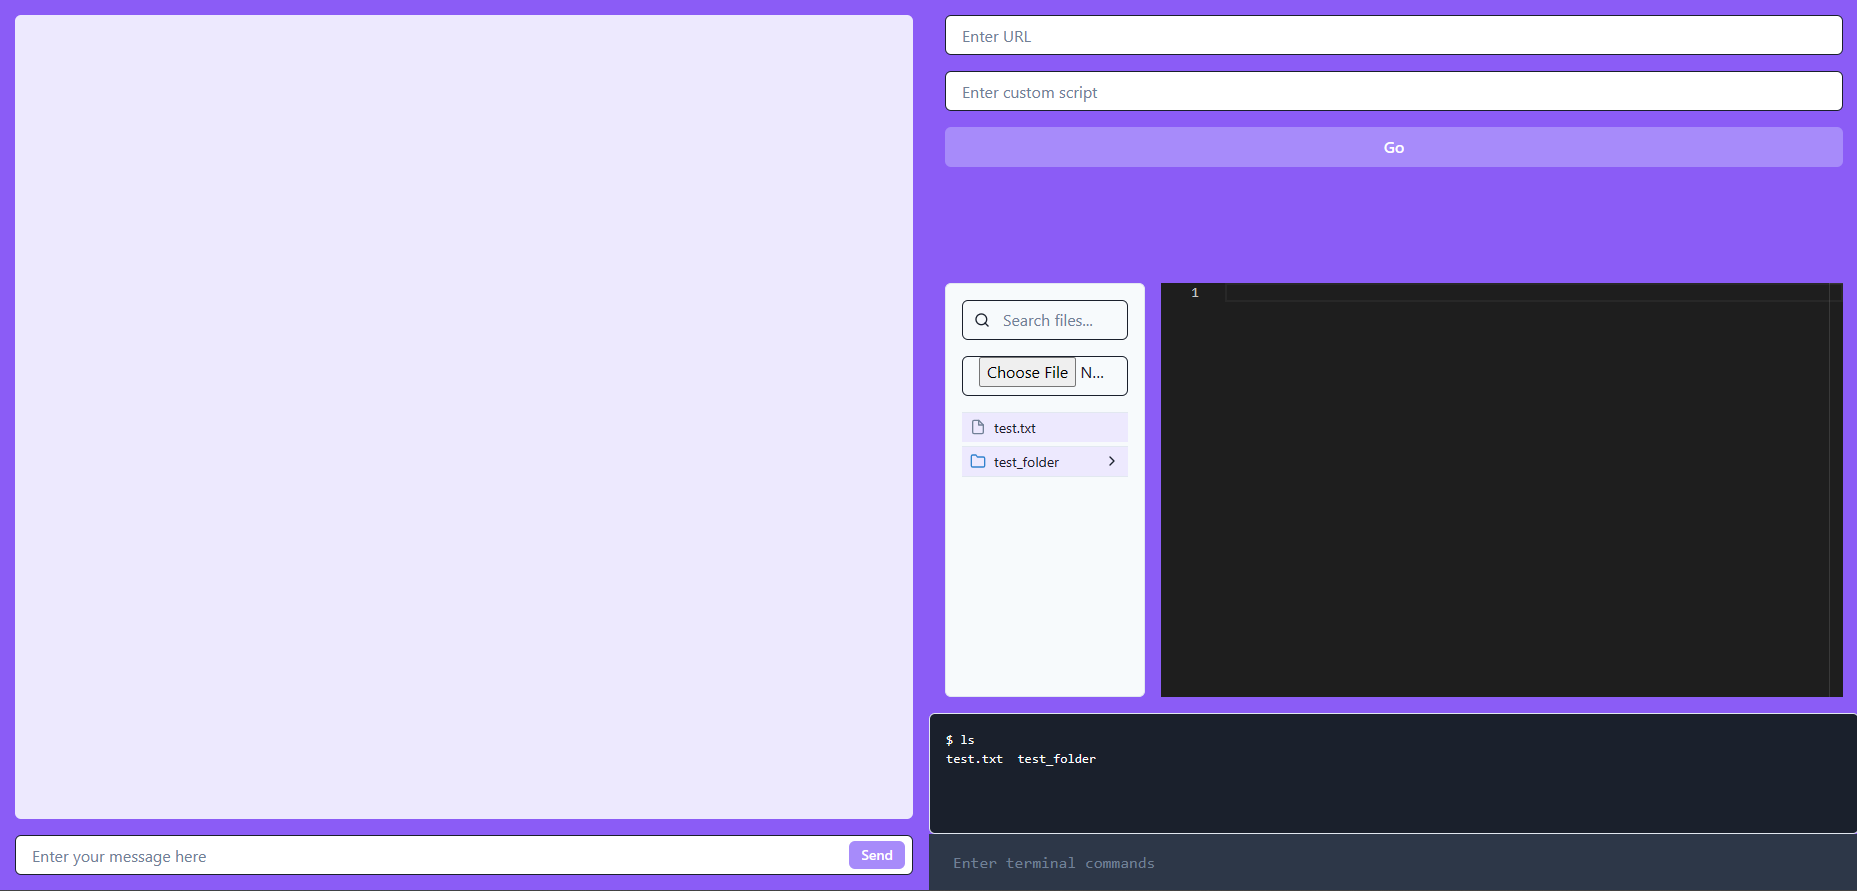 Enter URL
Enter custom script
Go
1
Search files...
Choose File N...
test.txt
test_folder
$ ls
test.txt  test_folder
Enter your message here
Send
Enter terminal commands